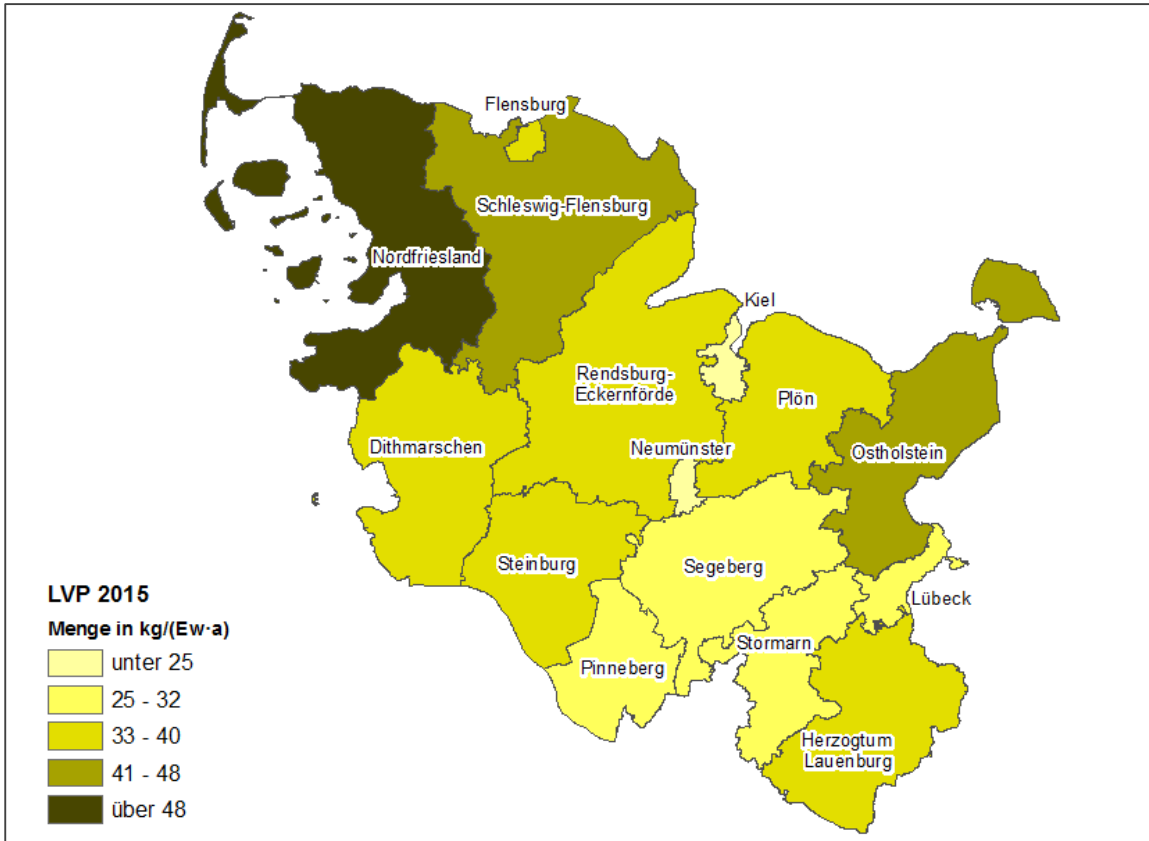 Flensburg
Schleswig-Flensburg
Nordfriesland
Kiel
Rendsburg-
Eckernförde
Plön
Dithmarschen
Neumünster
Ostholstein
Steinburg
Segeberg
Lübeck
Stormarn
Pinneberg
Herzogtum
Lauenburg
LVP 2015
Menge in kg/(Ew·a)
unter 25
25 - 32
33 - 40
41 - 48
über 48